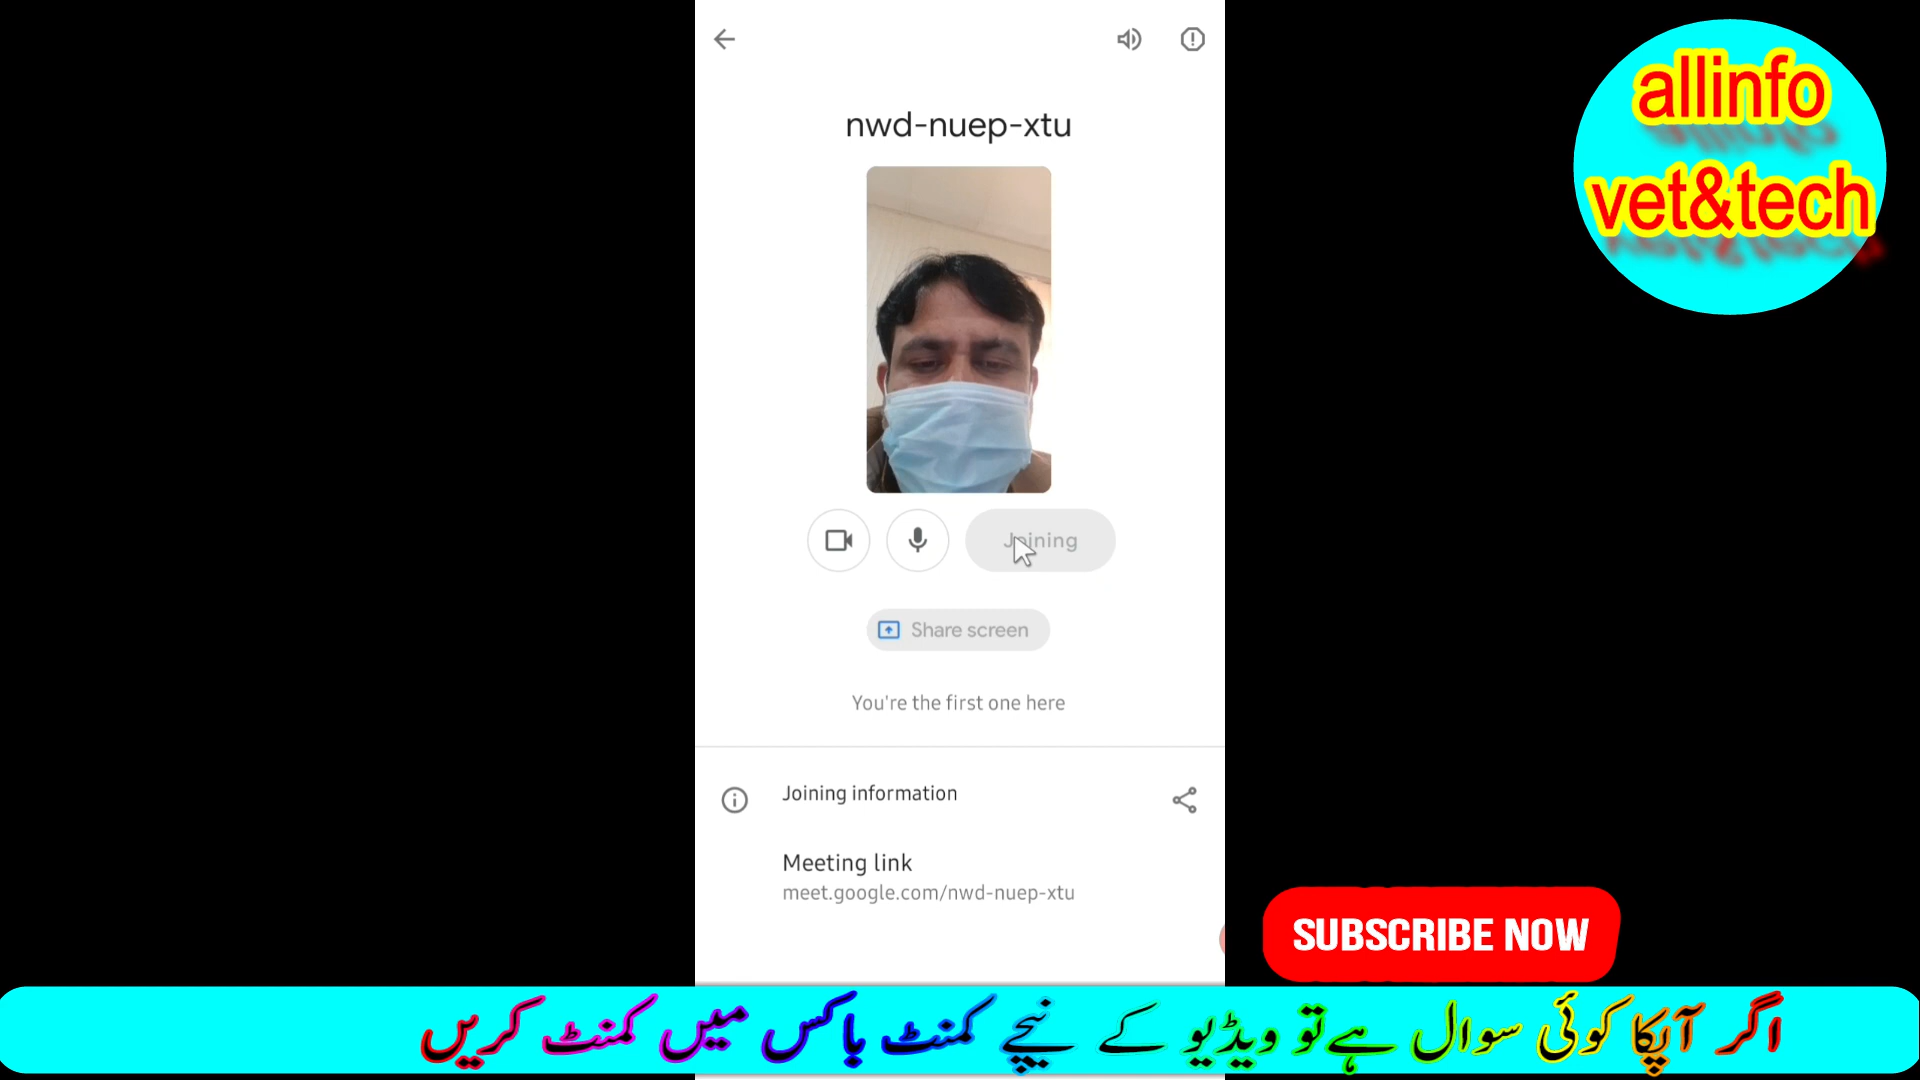 nwd-nuep-xtu
allinfo
vet&tech
Joining
Share screen
You're the first one here
Joining information
Meeting link
meet.google.com/nwd-nuep-xtu
SUBSCRIBE NOW
اگر آپکا کوئی سوال ہےتو ویڈیو کے نیچے کمنٹ باکس میں کمنٹ کریں